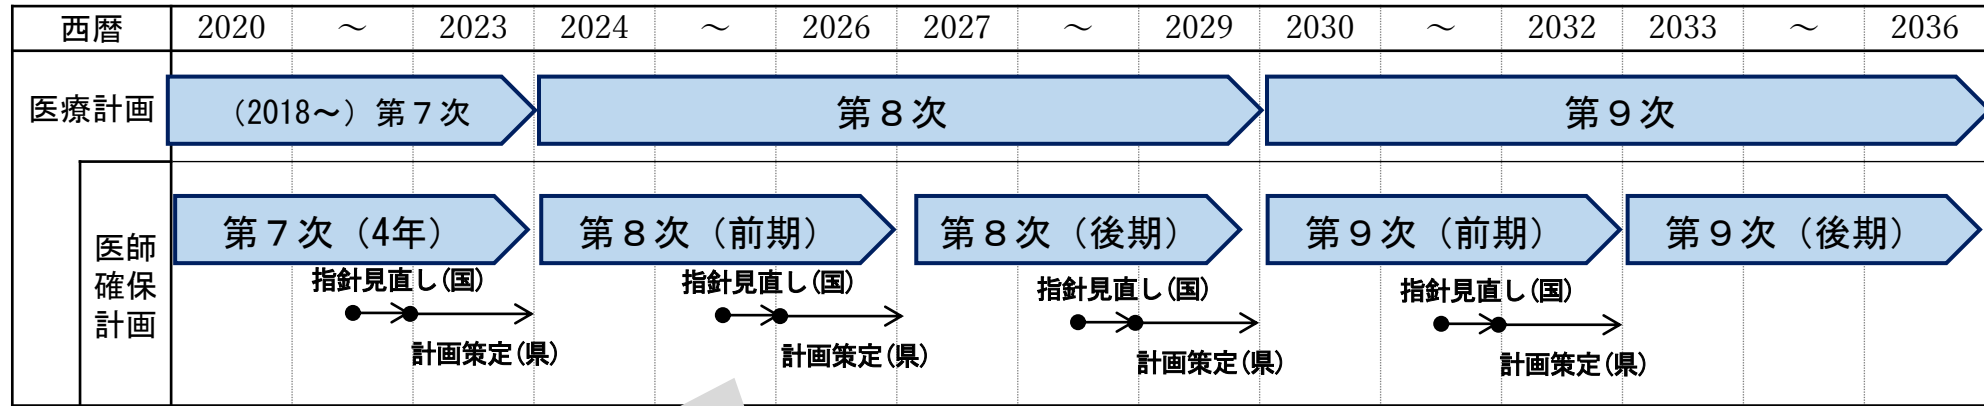 西暦 2020 ～ 2023 2024 ～ 2026 2027 ～ 2029 2030 ～ 2032 2033 ～ 2036
医療計画 (2018～) 第７次 第８次 第９次
医師
確保
計画
第７次（4年） 第８次（前期） 第８次（後期） 第９次（前期） 第９次（後期）
指針見直し(国) 指針見直し(国) 指針見直し(国) 指針見直し(国)
計画策定(県) 計画策定(県) 計画策定(県) 計画策定(県)